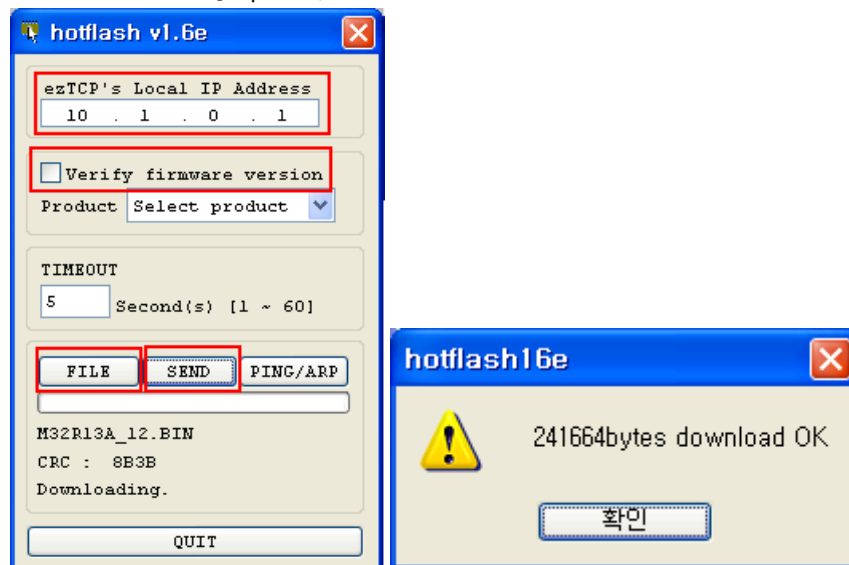 hotflash v1.6e
ezTCP's Local IP Address
10 . 1 . 0 . 1
Verify firmware version
Product Select product
TIMEOUT
5 Second(s) [1 ~ 60]
FILE SEND PING/ARP
M32R13A_12.BIN
CRC : 8B3B
Downloading.
QUIT
hotflash16e
241664bytes download OK
확인